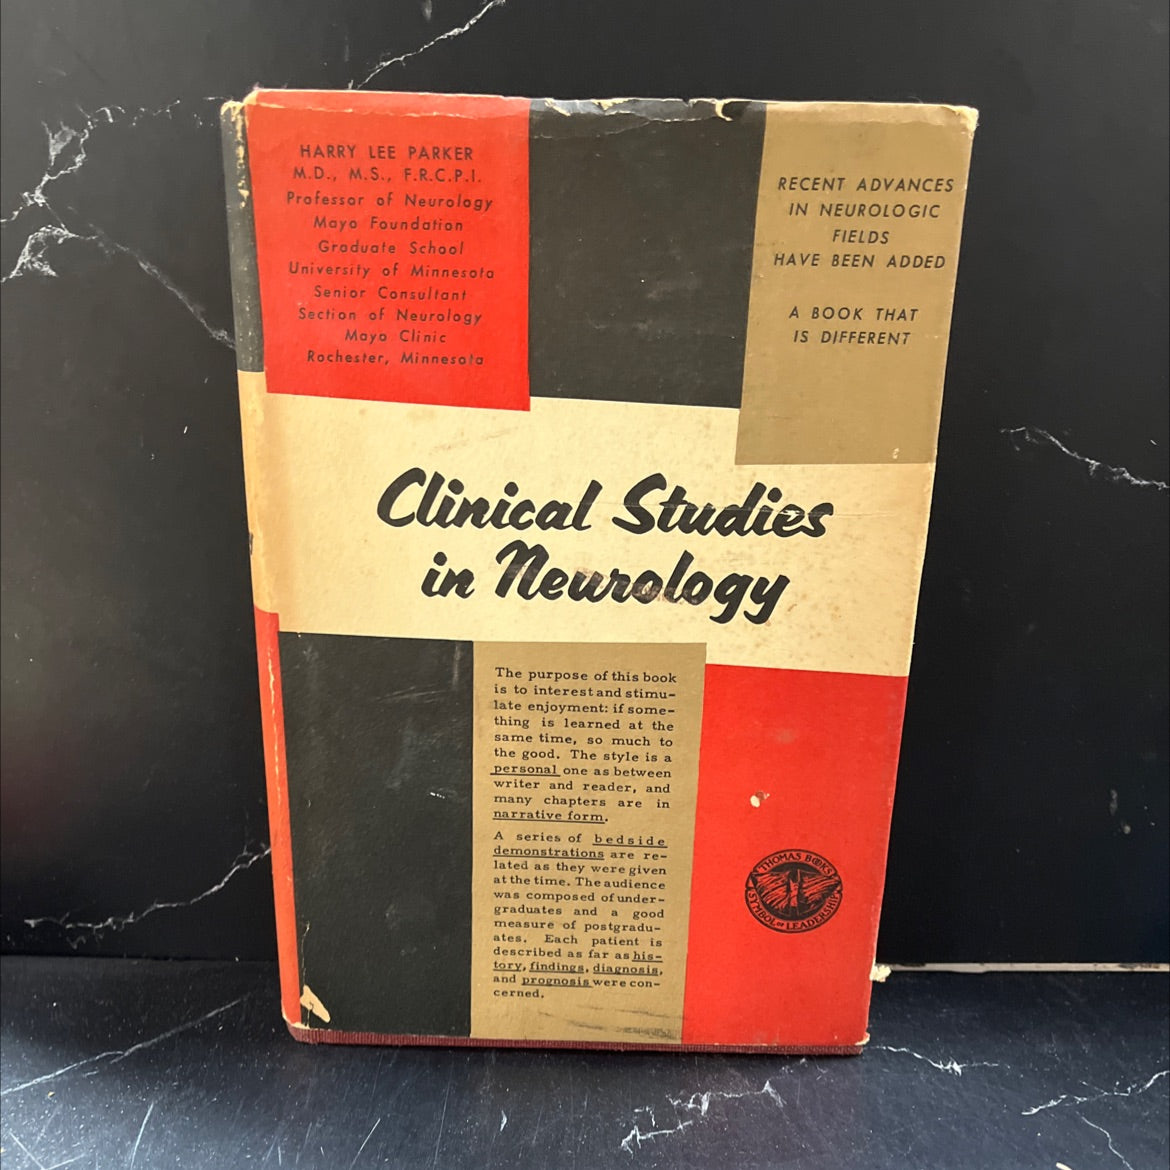 HARRY LEE PARKER
M.D., M.S., F.R.C.P.I.
Professor of Neurology
Mayo Foundation
Graduate School
University of Minnesota
Senior Consultant
Section of Neurology
Mayo Clinic
Rochester, Minnesota
RECENT ADVANCES
IN NEUROLOGIC
FIELDS
HAVE BEEN ADDED
A BOOK THAT
IS DIFFERENT
Clinical Studies
in Neurology
The purpose of this book
is to interest and stimu-
late enjoyment: if some-
thing is learned at the
same time, so much to
the good. The style is a
personal one as between
writer and reader, and
many chapters are in
narrative form.
A series of bedside
demonstrations are re-
lated as they were given
at the time. The audience
was composed of under-
graduates and a good
measure of postgradu-
ates. Each patient is
described as far as his-
tory, findings, diagnosis,
and prognosis were con-
cerned.
THOMAS BOOKS
SYMBOL OF LEADERSHIP